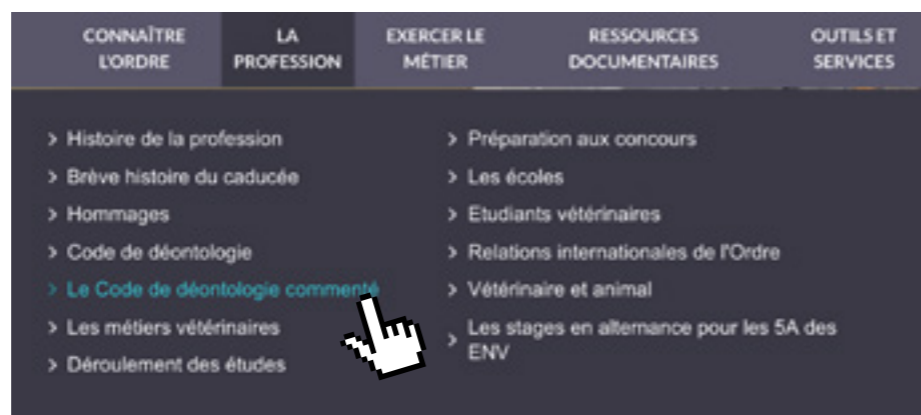 CONNAÎTRE L'ORDRE
LA PROFESSION
EXERCER LE MÉTIER
RESSOURCES DOCUMENTAIRES
OUTILS ET SERVICES
> Histoire de la profession
> Brève histoire du caducée
> Hommages
> Code de déontologie
> Le Code de déontologie commenté
> Les métiers vétérinaires
> Déroulement des études
> Préparation aux concours
> Les écoles
> Etudiants vétérinaires
> Relations internationales de l'Ordre
> Vétérinaire et animal
> Les stages en alternance pour les 5A des
ENV